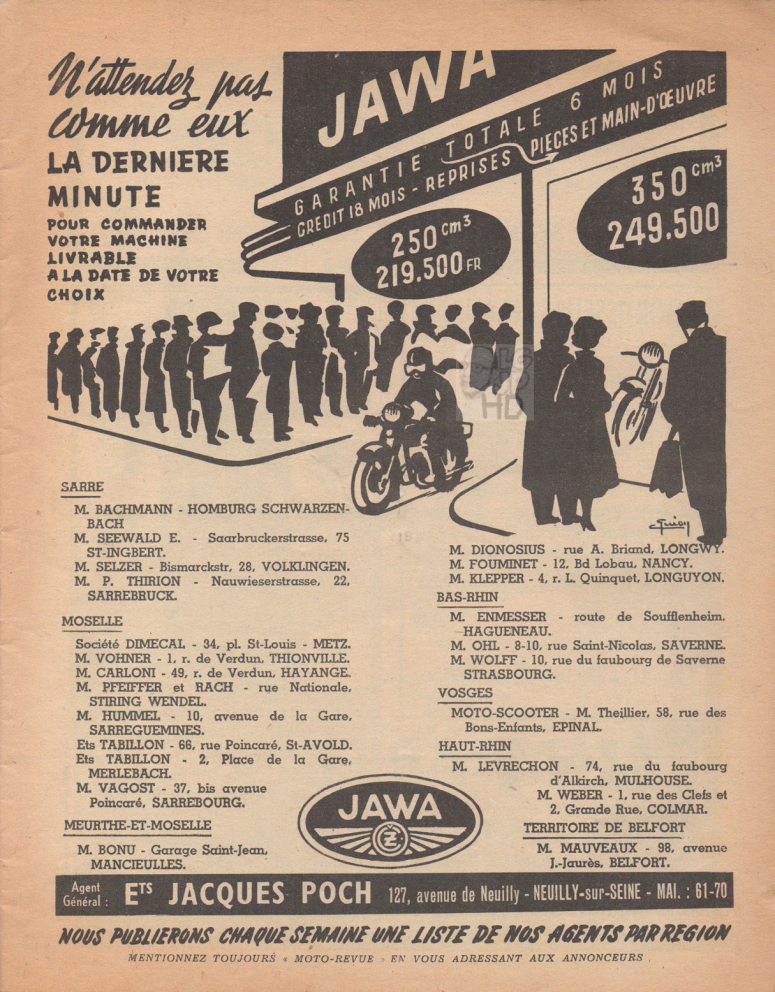 N'attendez pas
comme eux
LA DERNIERE
MINUTE
POUR COMMANDER
VOTRE MACHINE
LIVRABLE
A LA DATE DE VOTRE
CHOIX
JAWA
GARANTIE TOTALE 6 MOIS
CREDIT 18 MOIS - REPRISES PIECES ET MAIN-D'ŒUVRE
250 cm3
219.500 FR
350 cm3
249.500
HD
Guioy
SARRE
M. BACHMANN - HOMBURG SCHWARZEN-
BACH
M. SEEWALD E. - Saarbruckerstrasse, 75
ST-INGBERT.
M. SELZER - Bismarckstr, 28, VOLKLINGEN.
M. P. THIRION - Nauwieserstrasse, 22,
SARREBRUCK.
MOSELLE
Société DIMECAL - 34, pl. St-Louis - METZ.
M. VOHNER - 1, r. de Verdun, THIONVILLE.
M. CARLONI - 49, r. de Verdun, HAYANGE.
M. PFEIFFER et RACH - rue Nationale,
STIRING WENDEL.
M. HUMMEL - 10, avenue de la Gare,
SARREGUEMINES.
Ets TABILLON - 66, rue Poincaré, St-AVOLD.
Ets TABILLON - 2, Place de la Gare,
MERLEBACH.
M. VAGOST - 37, bis avenue
Poincaré, SARREBOURG.
MEURTHE-ET-MOSELLE
M. BONU - Garage Saint-Jean,
MANCIEULLES.
M. DIONOSIUS - rue A. Briand, LONGWY.
M. FOUMINET - 12, Bd Lobau, NANCY.
M. KLEPPER - 4, r. L. Quinquet, LONGUYON.
BAS-RHIN
M. ENMESSER - route de Soufflenheim,
HAGUENEAU.
M. OHL - 8-10, rue Saint-Nicolas, SAVERNE.
M. WOLFF - 10, rue du faubourg de Saverne
STRASBOURG.
VOSGES
MOTO-SCOOTER - M. Theillier, 58, rue des
Bons-Enfants, EPINAL.
HAUT-RHIN
M. LEVRECHON - 74, rue du faubourg
d'Alkirch, MULHOUSE.
M. WEBER - 1, rue des Clefs et
2, Grande Rue, COLMAR.
TERRITOIRE DE BELFORT
M. MAUVEAUX - 98, avenue
J.-Jaurès, BELFORT.
JAWA
CZ
Agent
Général : ETS JACQUES POCH 127, avenue de Neuilly - NEUILLY-sur-SEINE - MAI. : 61-70
NOUS PUBLIERONS CHAQUE SEMAINE UNE LISTE DE NOS AGENTS PAR REGION
MENTIONNEZ TOUJOURS « MOTO-REVUE » EN VOUS ADRESSANT AUX ANNONCEURS.